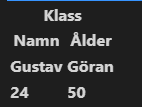 Klass
Namn Ålder
Gustav Göran
24 50